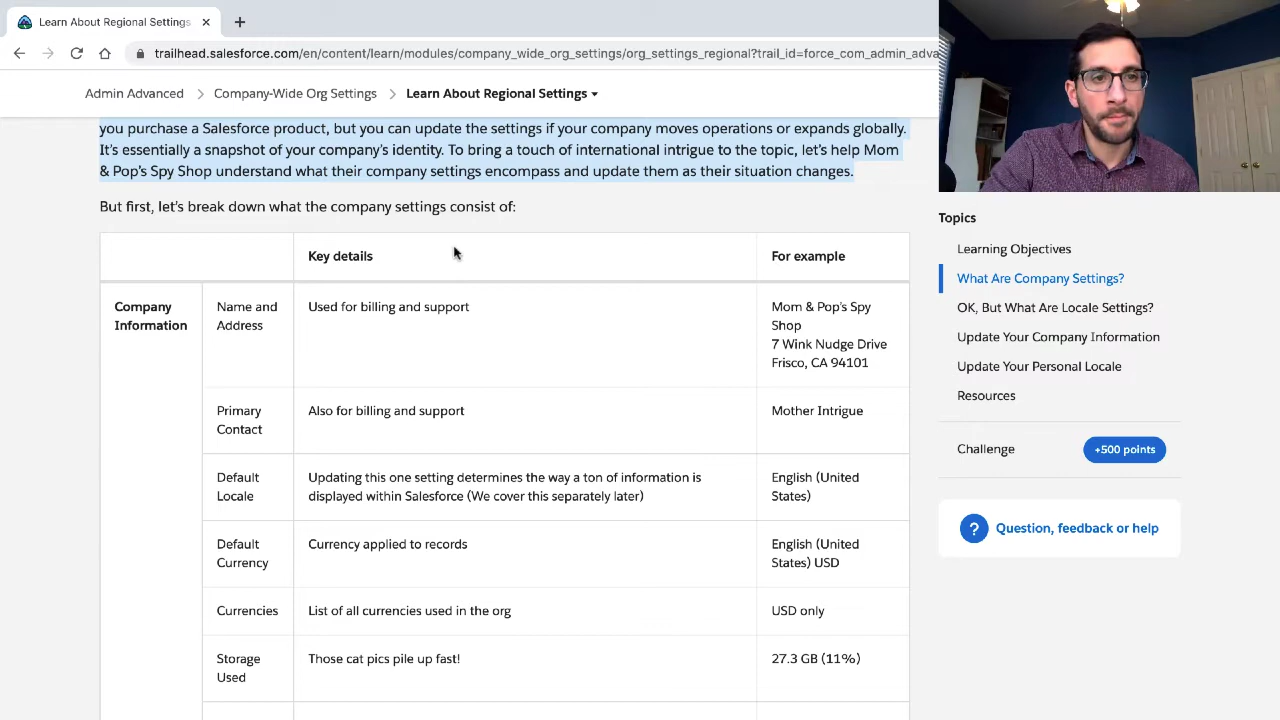 Learn About Regional Settings
trailhead.salesforce.com/en/content/learn/modules/company_wide_org_settings/org_settings_regional?trail_id=force_com_admin_adva
Admin Advanced > Company-Wide Org Settings > Learn About Regional Settings
you purchase a Salesforce product, but you can update the settings if your company moves operations or expands globally.
It's essentially a snapshot of your company's identity. To bring a touch of international intrigue to the topic, let's help Mom
& Pop's Spy Shop understand what their company settings encompass and update them as their situation changes.
But first, let's break down what the company settings consist of:
Key details
For example
Company
Information
Name and
Address
Used for billing and support
Mom & Pop's Spy
Shop
7 Wink Nudge Drive
Frisco, CA 94101
Primary
Contact
Also for billing and support
Mother Intrigue
Default
Locale
Updating this one setting determines the way a ton of information is
displayed within Salesforce (We cover this separately later)
English (United
States)
Default
Currency
Currency applied to records
English (United
States) USD
Currencies
List of all currencies used in the org
USD only
Storage
Used
Those cat pics pile up fast!
27.3 GB (11%)
Topics
Learning Objectives
What Are Company Settings?
OK, But What Are Locale Settings?
Update Your Company Information
Update Your Personal Locale
Resources
Challenge
+500 points
? Question, feedback or help